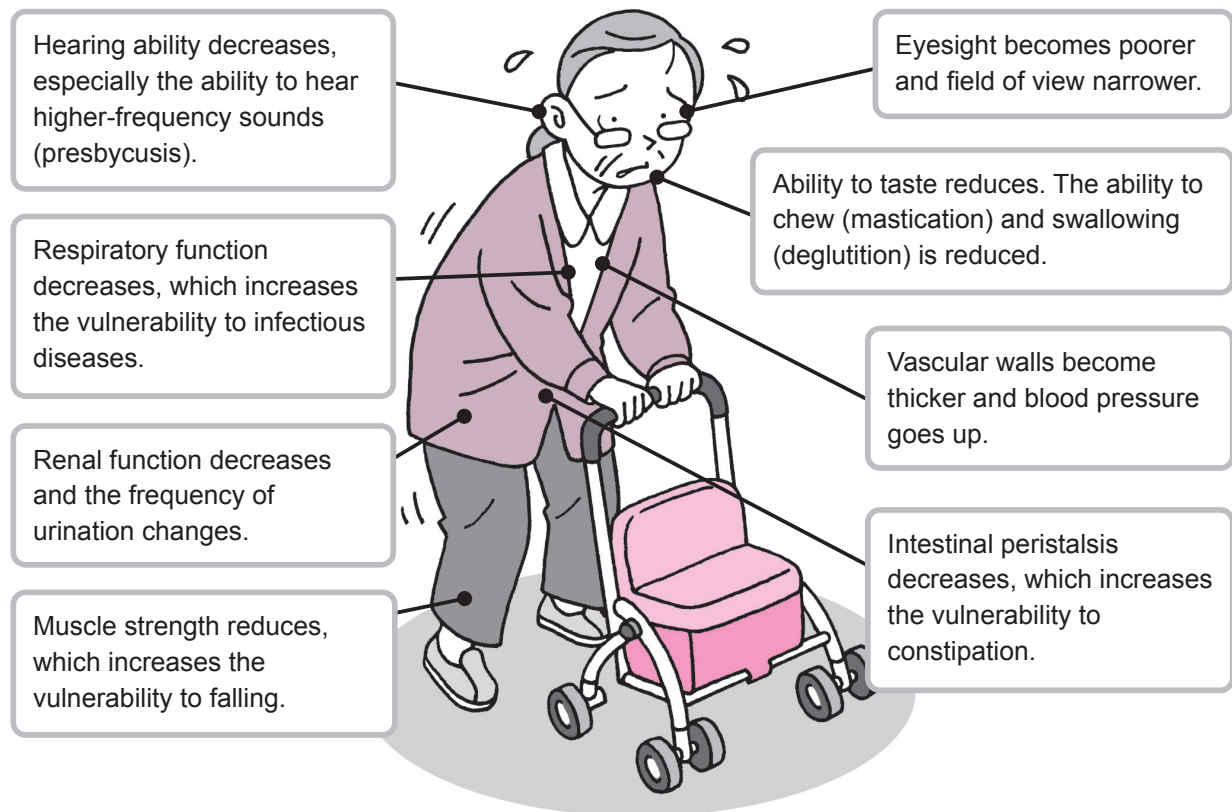 Hearing ability decreases,
especially the ability to hear
higher-frequency sounds
(presbycusis).
Respiratory function
decreases, which increases
the vulnerability to infectious
diseases.
Renal function decreases
and the frequency of
urination changes.
Muscle strength reduces,
which increases the
vulnerability to falling.
Eyesight becomes poorer
and field of view narrower.
Ability to taste reduces. The ability to
chew (mastication) and swallowing
(deglutition) is reduced.
Vascular walls become
thicker and blood pressure
goes up.
Intestinal peristalsis
decreases, which increases
the vulnerability to
constipation.